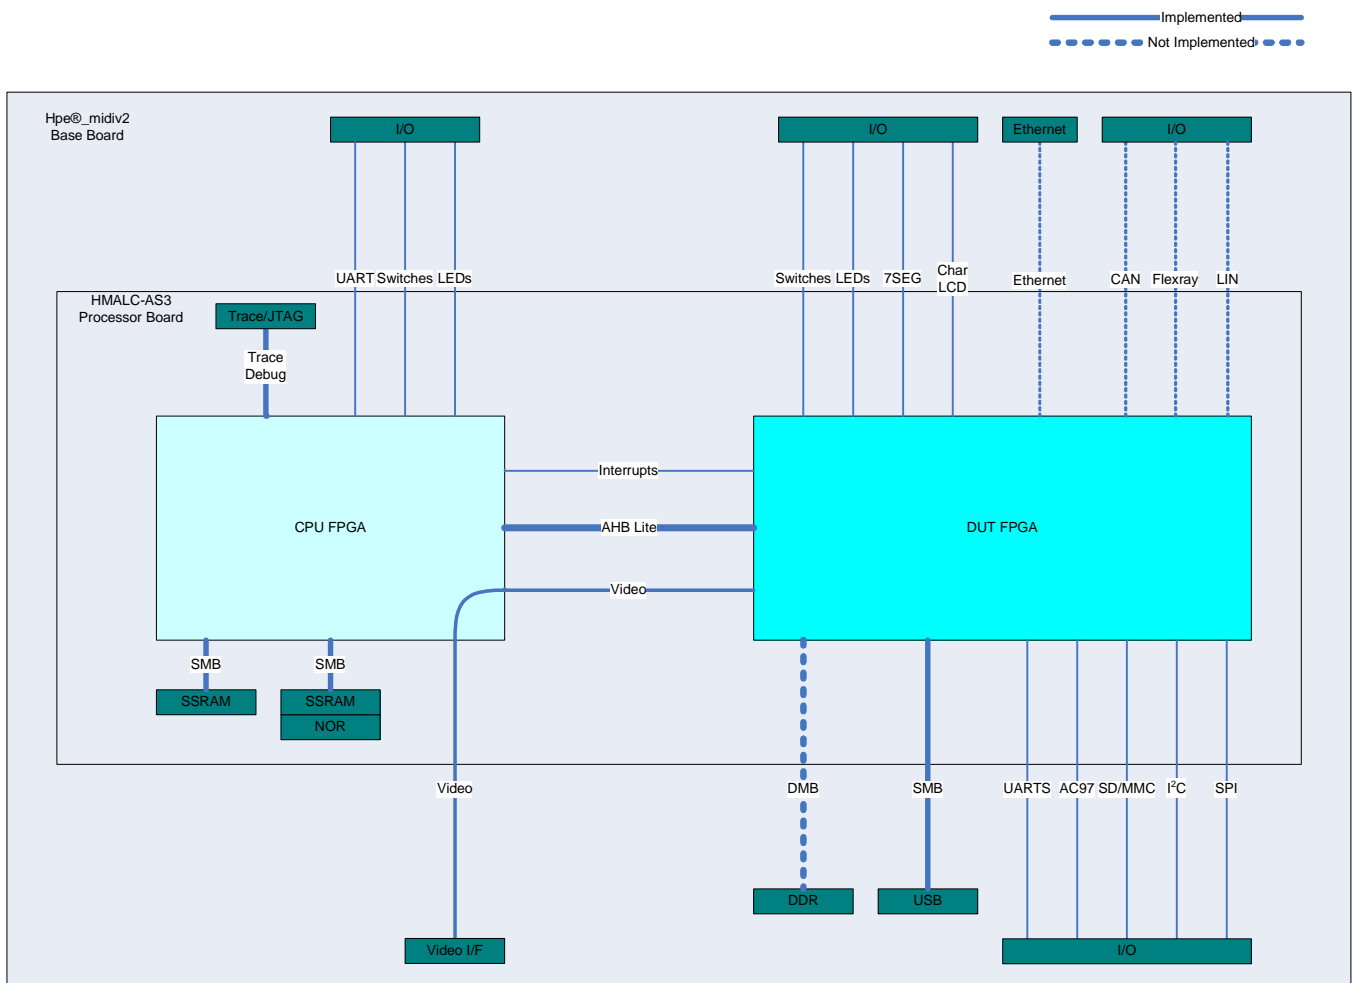 Implemented
Not Implemented
Hpe®_midiv2
Base Board
I/O
I/O
Ethernet
I/O
UART
Switches
LEDs
Switches
LEDs
7SEG
Char
LCD
Ethernet
CAN
Flexray
LIN
HMALC-AS3
Processor Board
Trace/JTAG
Trace
Debug
Interrupts
CPU FPGA
AHB Lite
DUT FPGA
Video
SMB
SMB
SSRAM
SSRAM
NOR
Video
DMB
SMB
UARTS
AC97
SD/MMC
I²C
SPI
DDR
USB
Video I/F
I/O